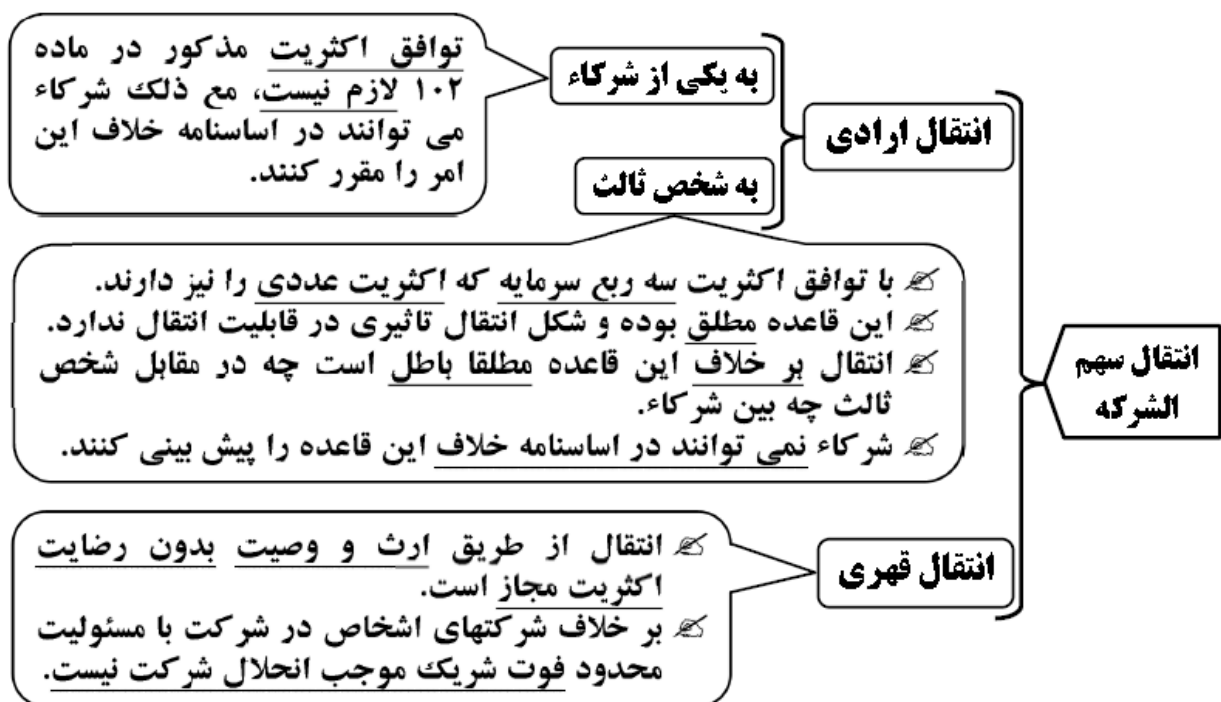 انتقال سهم
الشرکه
انتقال ارادی
به یکی از شرکاء
توافق اکثریت مذکور در ماده
۱۰۲ لازم نیست، مع ذلک شرکاء
می توانند در اساسنامه خلاف این
امر را مقرر کنند.
به شخص ثالث
با توافق اکثریت سه ربع سرمایه که اکثریت عددی را نیز دارند.
این قاعده مطلق بوده و شکل انتقال تاثیری در قابلیت انتقال ندارد.
انتقال بر خلاف این قاعده مطلقا باطل است چه در مقابل شخص
ثالث چه بین شرکاء.
شرکاء نمی توانند در اساسنامه خلاف این قاعده را پیش بینی کنند.
انتقال قهری
انتقال از طریق ارث و وصیت بدون رضایت
اکثریت مجاز است.
بر خلاف شرکتهای اشخاص در شرکت با مسئولیت
محدود فوت شریک موجب انحلال شرکت نیست.